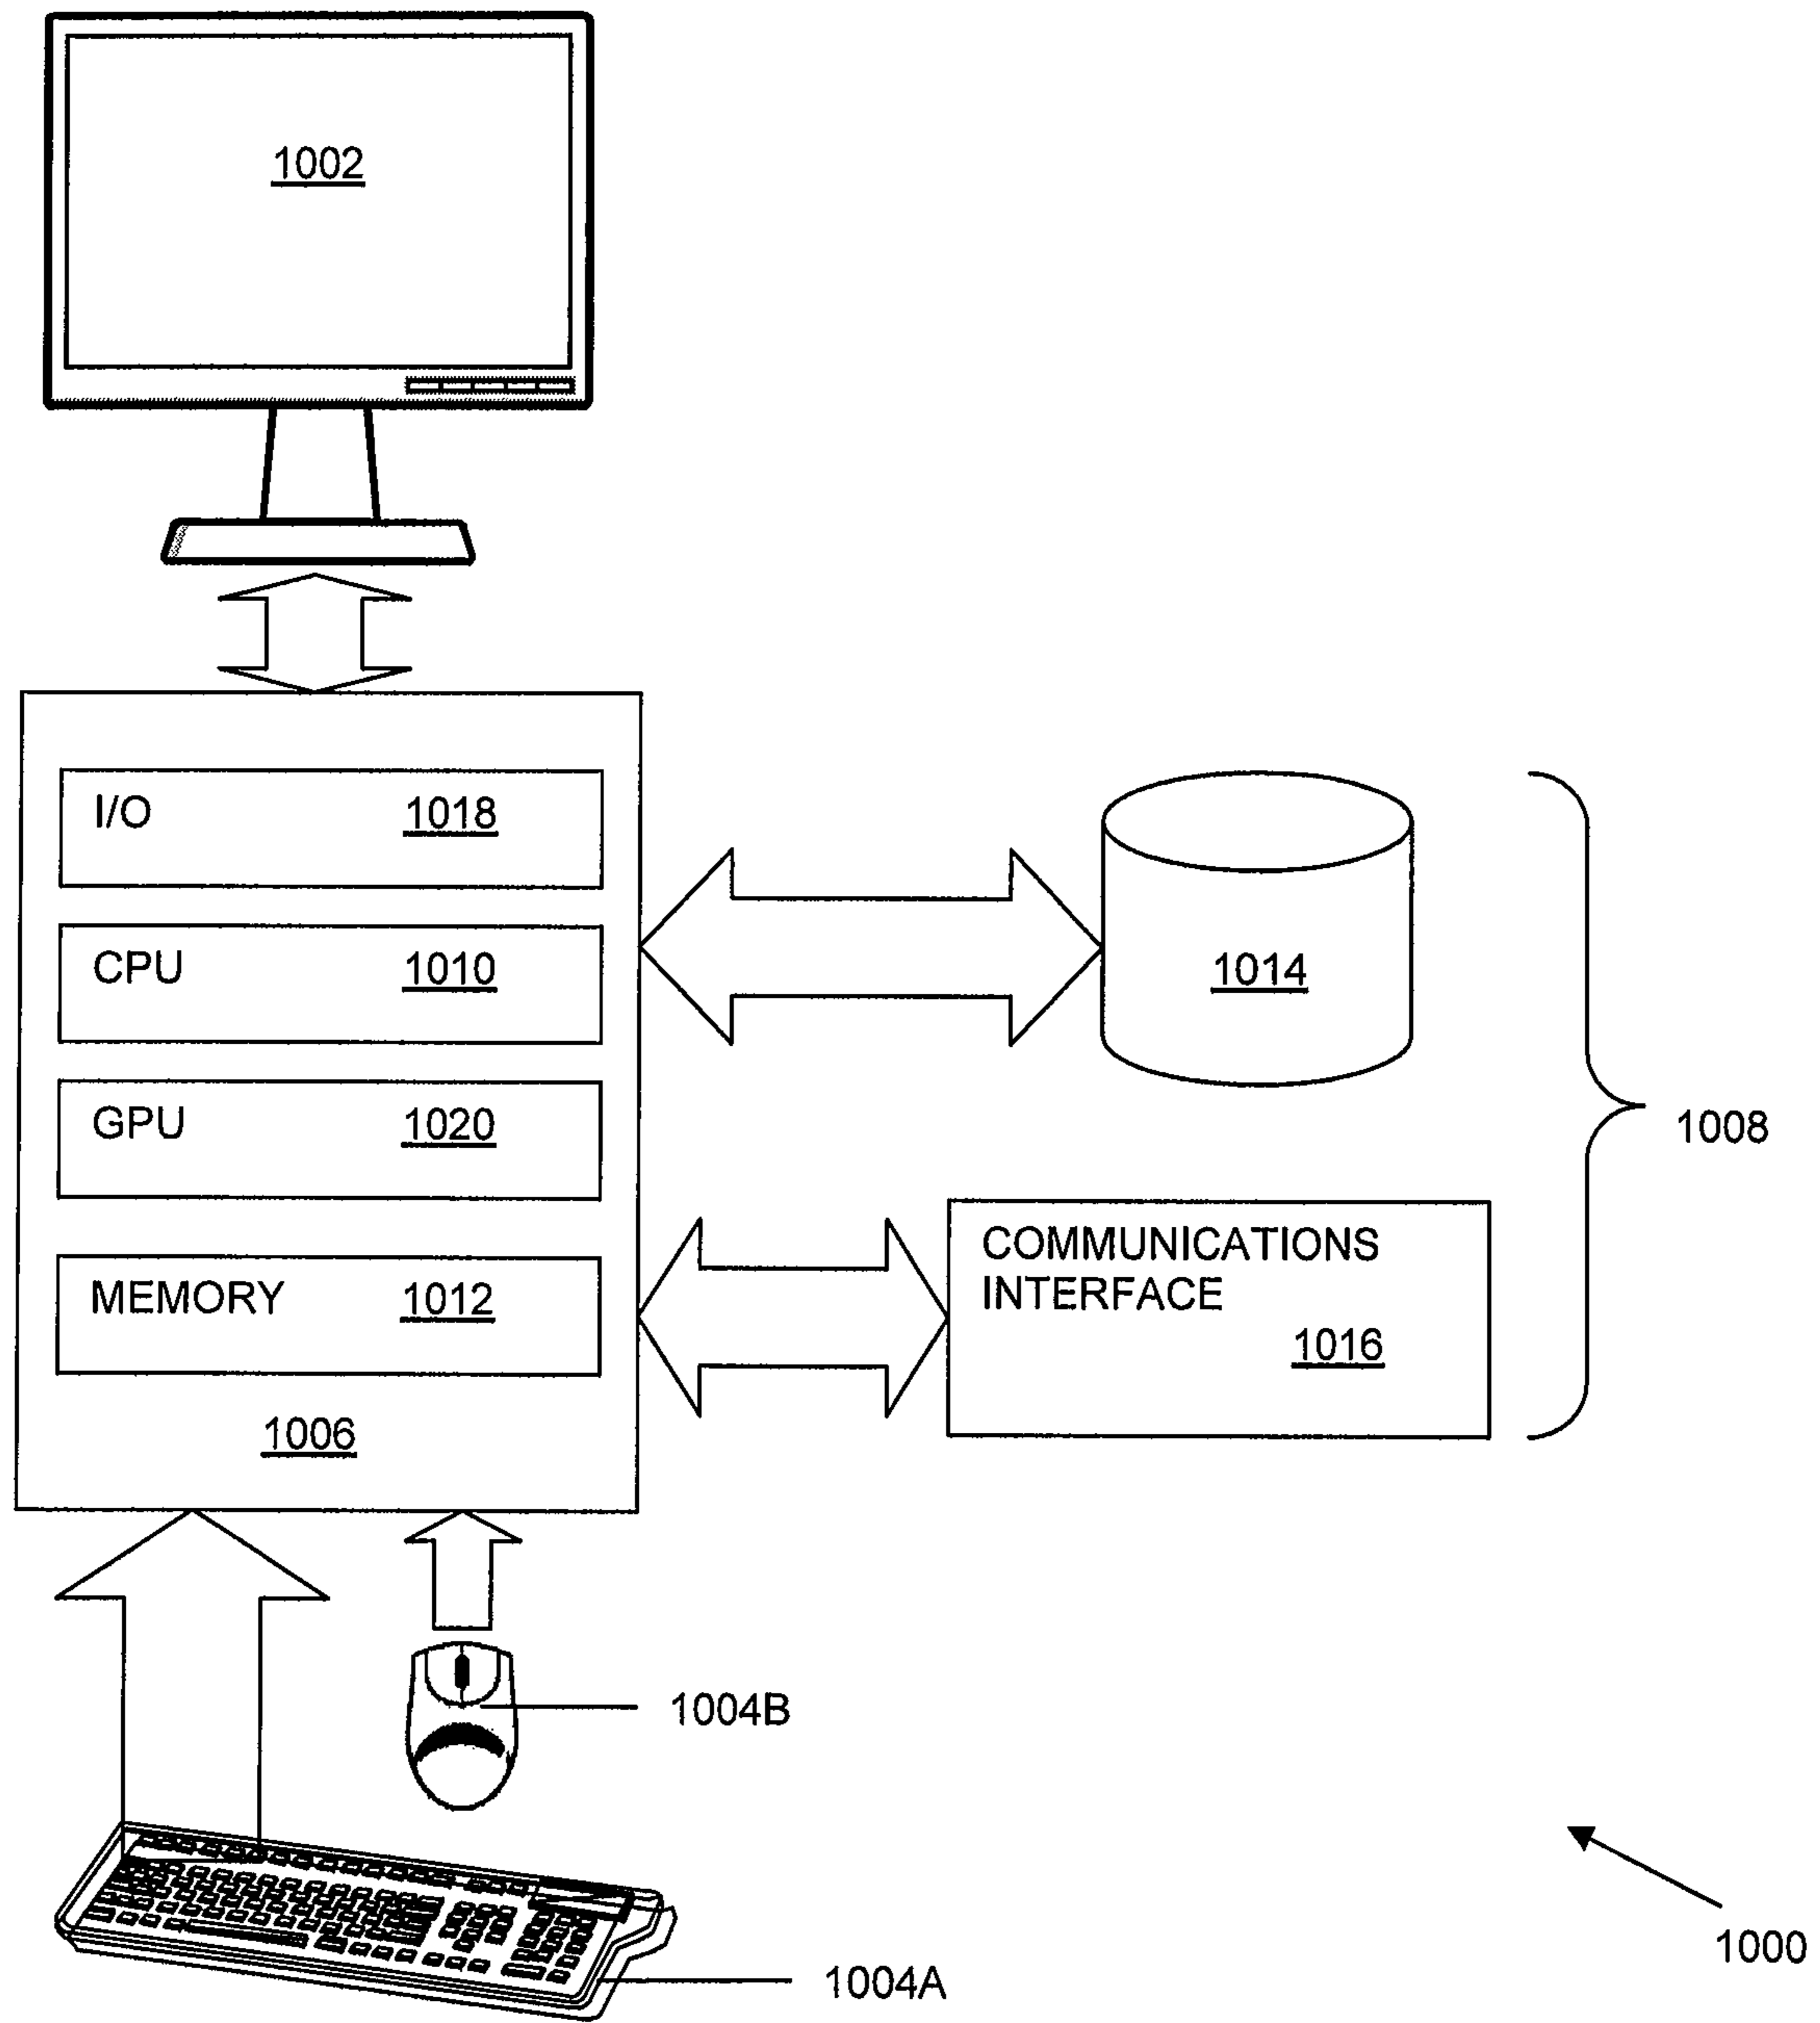 1002
I/O 1018
CPU 1010
1014
GPU 1020
1008
COMMUNICATIONS
INTERFACE
MEMORY 1012
1016
1006
1004B
1000
1004A